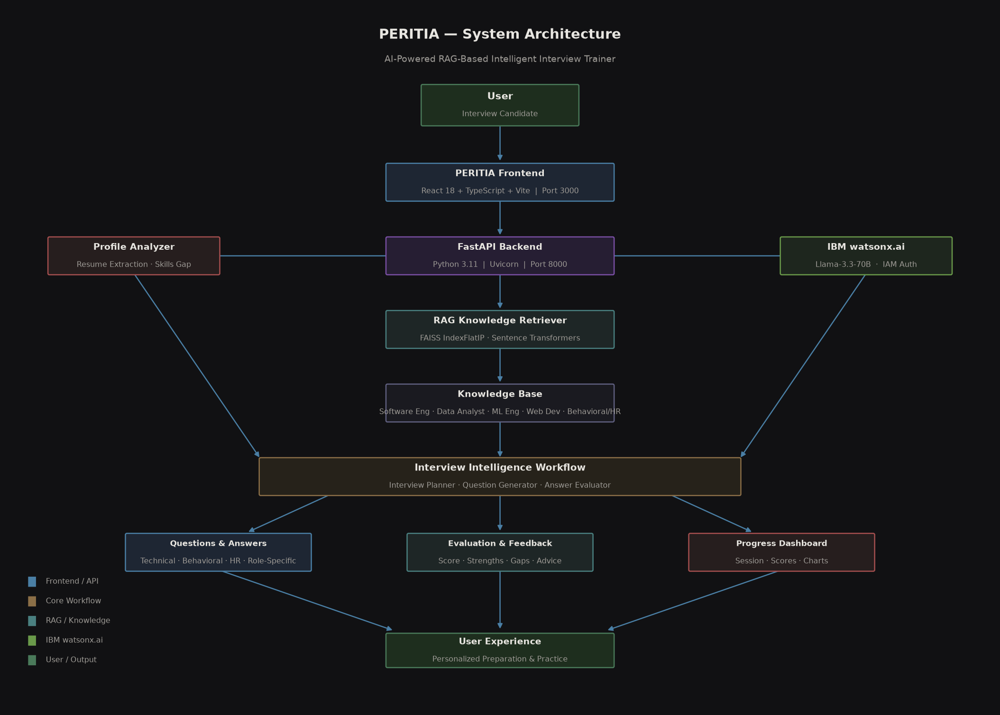 PERITIA — System Architecture
AI-Powered RAG-Based Intelligent Interview Trainer
User
Interview Candidate
PERITIA Frontend
React 18 + TypeScript + Vite | Port 3000
Profile Analyzer
Resume Extraction · Skills Gap
FastAPI Backend
Python 3.11 | Uvicorn | Port 8000
IBM watsonx.ai
Llama-3.3-70B · IAM Auth
RAG Knowledge Retriever
FAISS IndexFlatIP · Sentence Transformers
Knowledge Base
Software Eng · Data Analyst · ML Eng · Web Dev · Behavioral/HR
Interview Intelligence Workflow
Interview Planner · Question Generator · Answer Evaluator
Questions & Answers
Technical · Behavioral · HR · Role-Specific
Evaluation & Feedback
Score · Strengths · Gaps · Advice
Progress Dashboard
Session · Scores · Charts
Frontend / API
Core Workflow
RAG / Knowledge
IBM watsonx.ai
User / Output
User Experience
Personalized Preparation & Practice